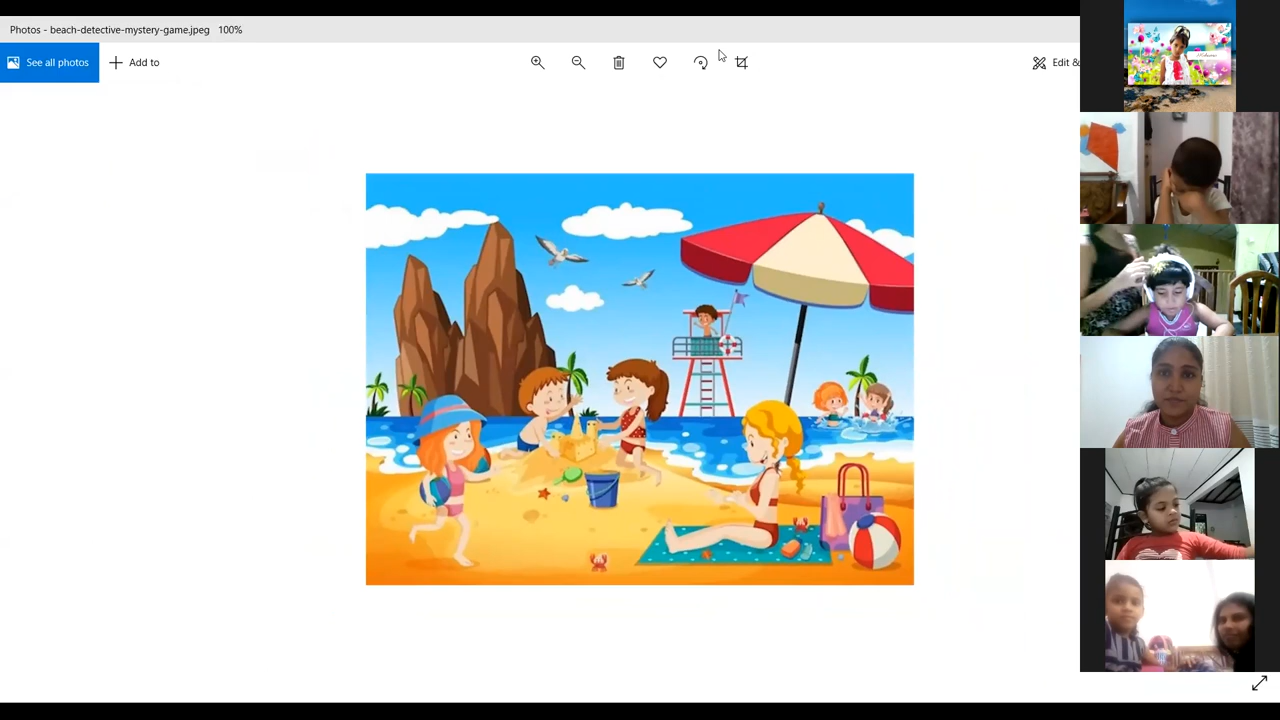 Photos - beach-detective-mystery-game.jpeg 100%
See all photos
Add to
Edit &